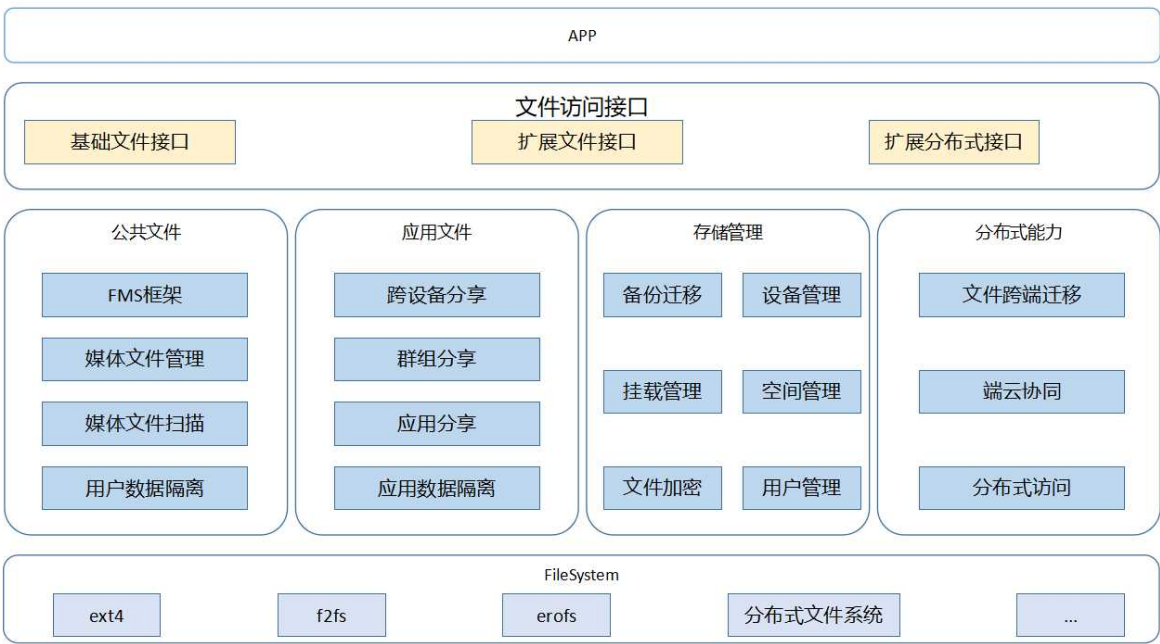 APP
文件访问接口
基础文件接口
扩展文件接口
扩展分布式接口
公共文件
FMS框架
媒体文件管理
媒体文件扫描
用户数据隔离
应用文件
跨设备分享
群组分享
应用分享
应用数据隔离
存储管理
备份迁移
设备管理
挂载管理
空间管理
文件加密
用户管理
分布式能力
文件跨端迁移
端云协同
分布式访问
FileSystem
ext4
f2fs
erofs
分布式文件系统
...